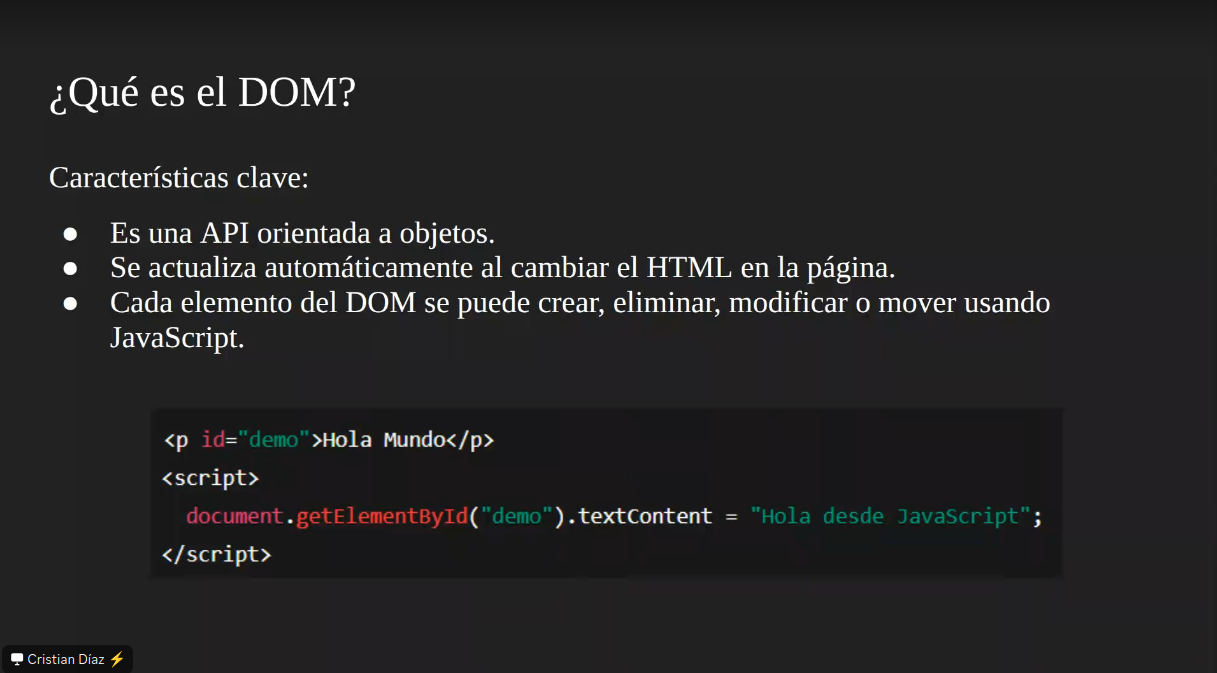 ¿Qué es el DOM?
Características clave:
● Es una API orientada a objetos.
● Se actualiza automáticamente al cambiar el HTML en la página.
● Cada elemento del DOM se puede crear, eliminar, modificar o mover usando
JavaScript.
<p id="demo">Hola Mundo</p>
<script>
document.getElementById("demo").textContent = "Hola desde JavaScript";
</script>
Cristian Díaz ⚡